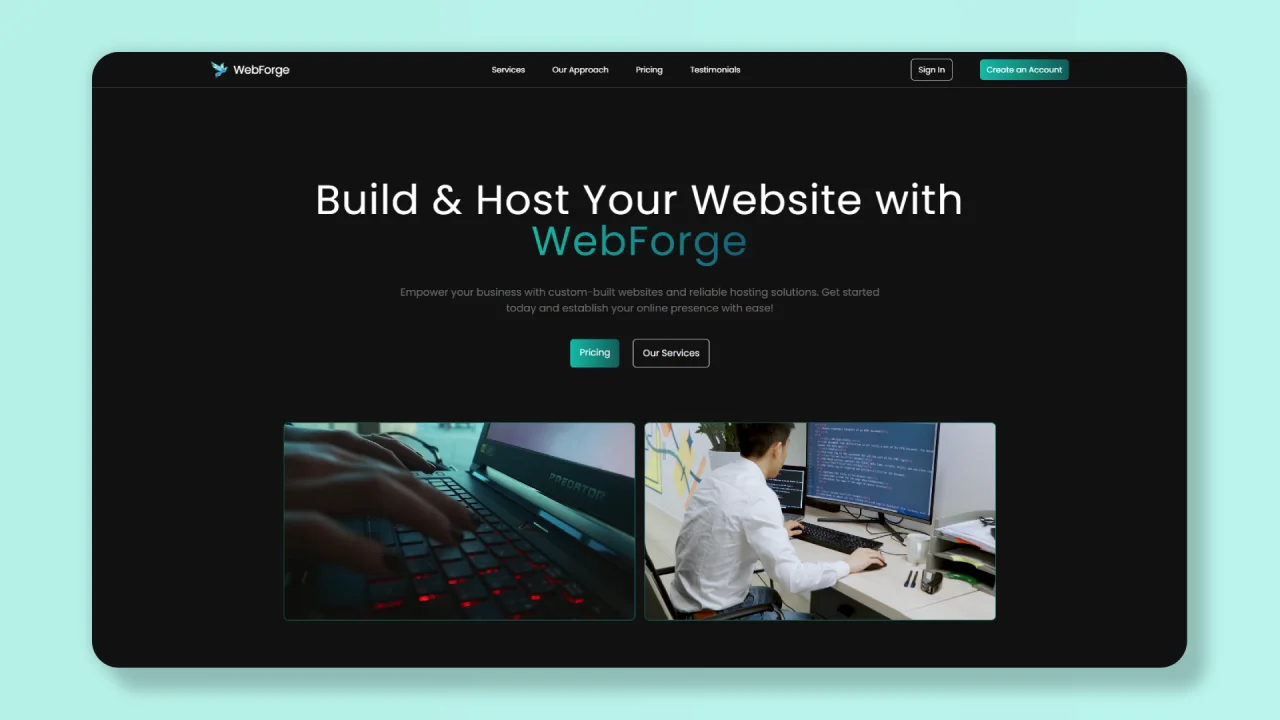 WebForge
Services
Our Approach
Pricing
Testimonials
Sign In
Create an Account
Build & Host Your Website with
WebForge
Empower your business with custom-built websites and reliable hosting solutions. Get started
today and establish your online presence with ease!
Pricing
Our Services
PREDATOR